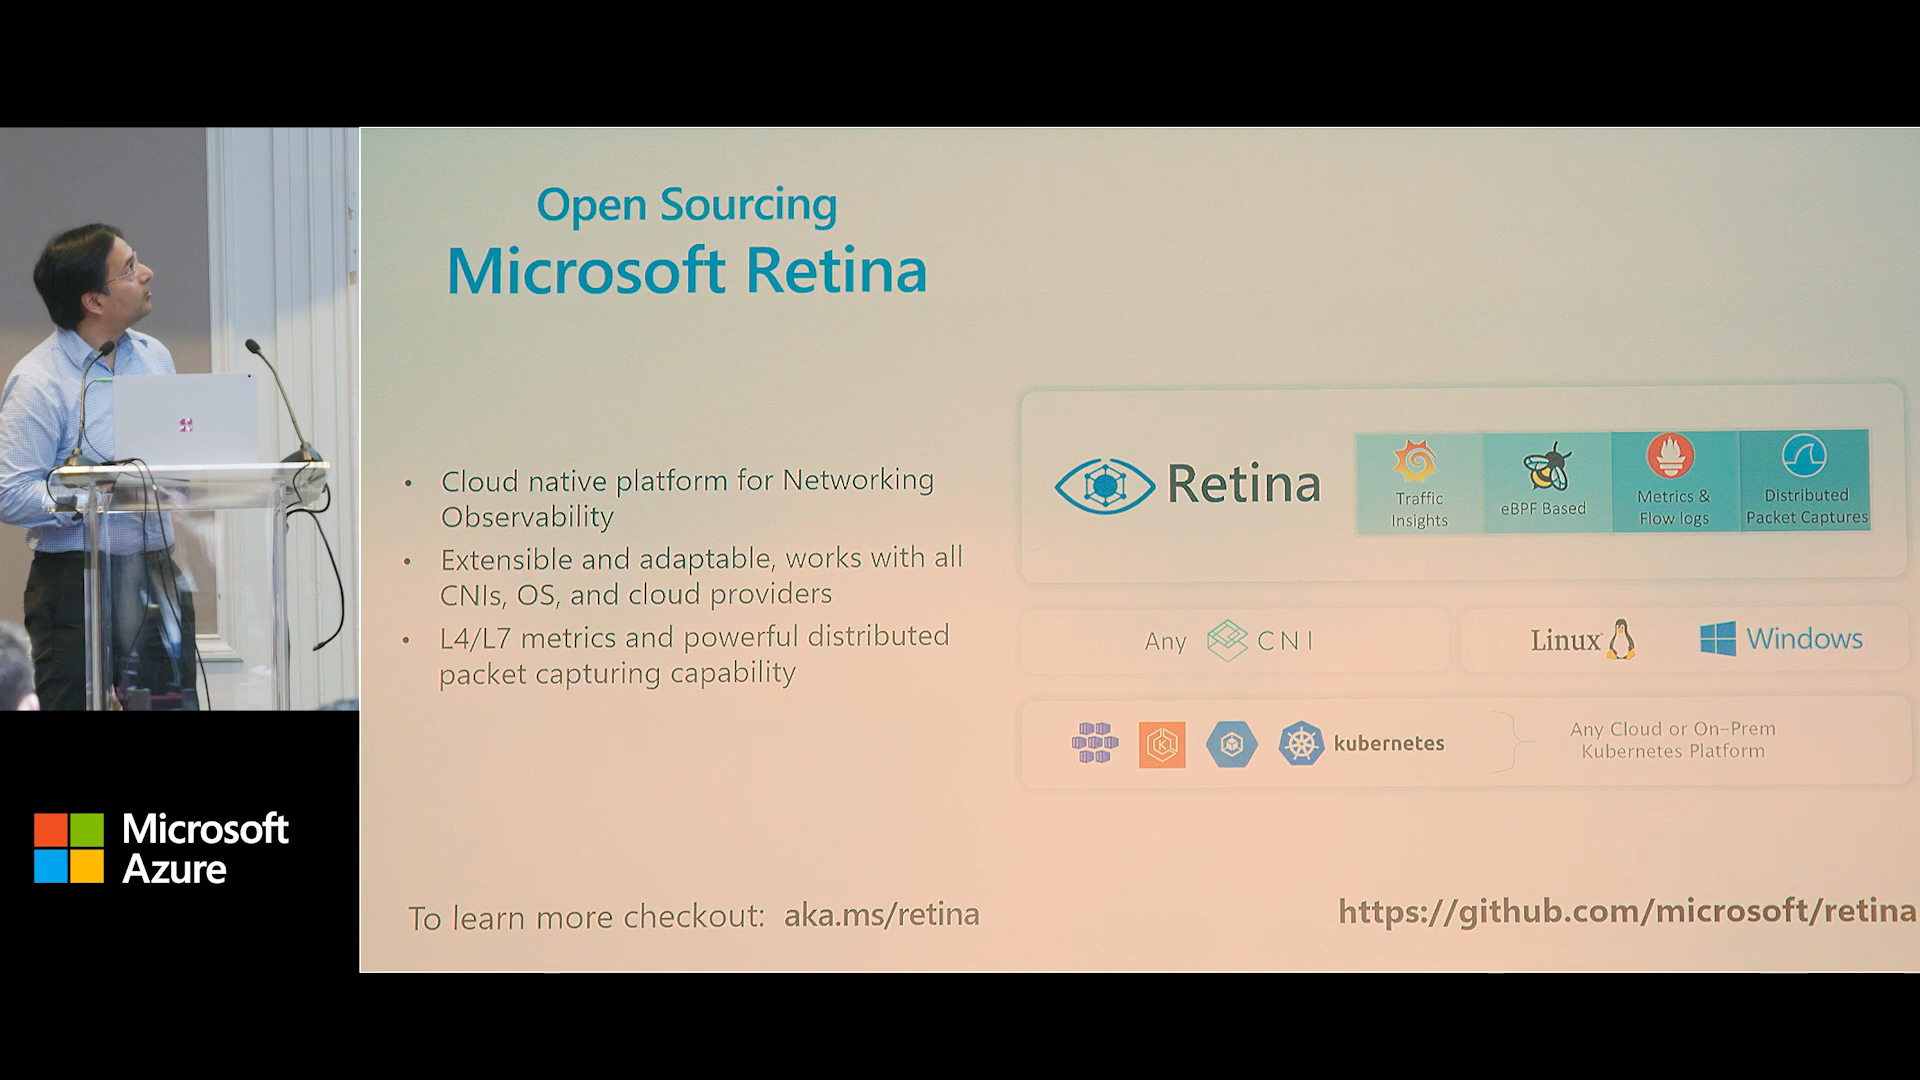 Open Sourcing
Microsoft Retina
• Cloud native platform for Networking
Observability
• Extensible and adaptable, works with all
CNIs, OS, and cloud providers
• L4/L7 metrics and powerful distributed
packet capturing capability
Retina
Traffic
Insights
eBPF Based
Metrics &
Flow logs
Distributed
Packet Captures
Any CNI
Linux
Windows
kubernetes
Any Cloud or On-Prem
Kubernetes Platform
To learn more checkout: aka.ms/retina
https://github.com/microsoft/retina
Microsoft
Azure